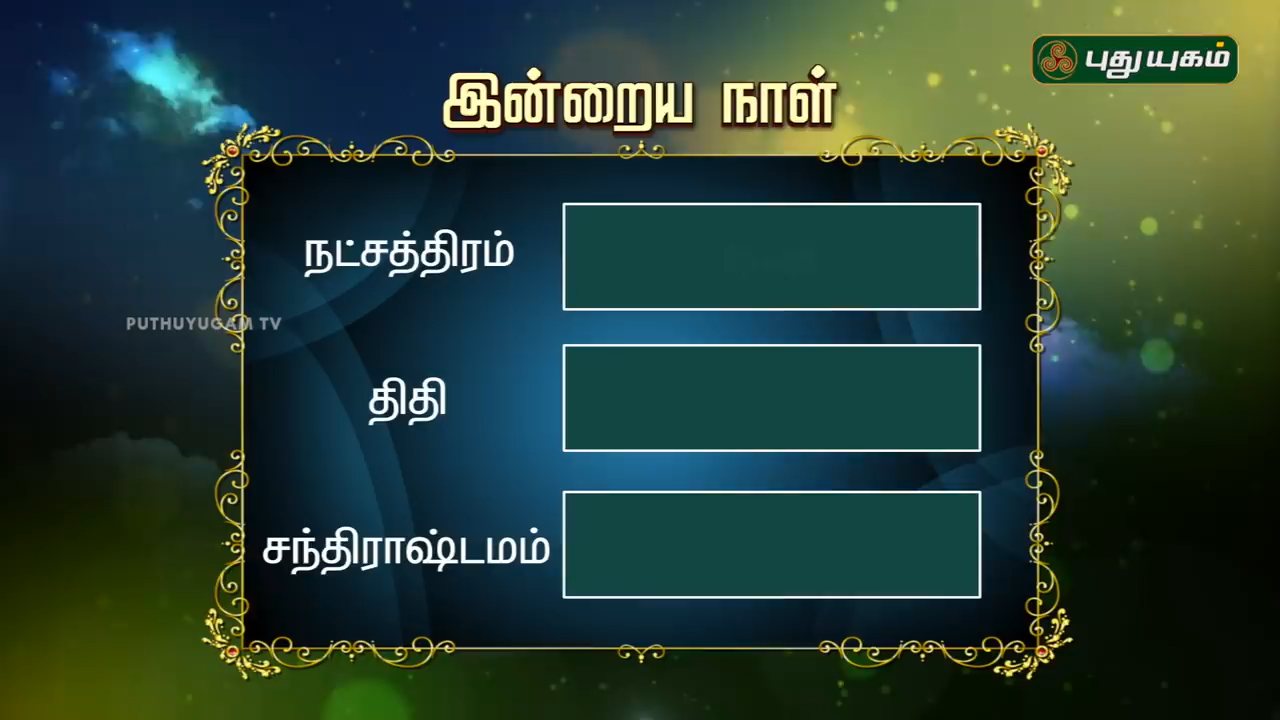 புதுயுகம்
இன்றைய நாள்
நட்சத்திரம்
PUTHUYUGAM TV
திதி
சந்திராஷ்டமம்